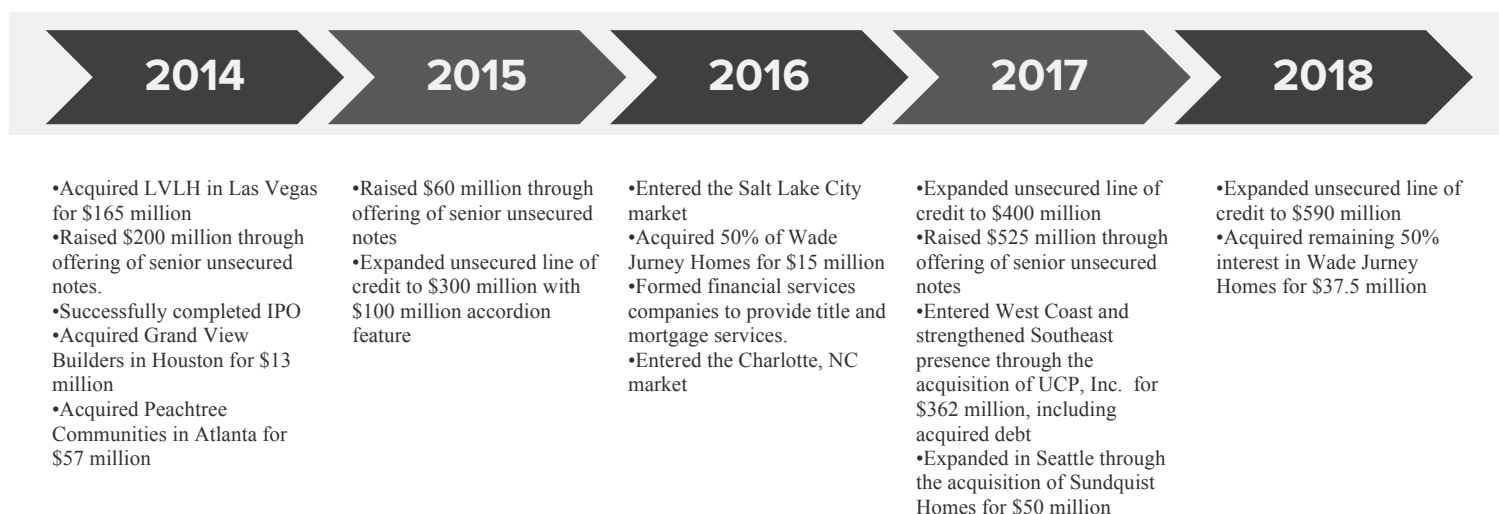 2014
2015
2016
2017
2018
•Acquired LVLH in Las Vegas
for $165 million
•Raised $200 million through
offering of senior unsecured
notes.
•Successfully completed IPO
•Acquired Grand View
Builders in Houston for $13
million
•Acquired Peachtree
Communities in Atlanta for
$57 million
•Raised $60 million through
offering of senior unsecured
notes
•Expanded unsecured line of
credit to $300 million with
$100 million accordion
feature
•Entered the Salt Lake City
market
•Acquired 50% of Wade
Jurney Homes for $15 million
•Formed financial services
companies to provide title and
mortgage services.
•Entered the Charlotte, NC
market
•Expanded unsecured line of
credit to $400 million
•Raised $525 million through
offering of senior unsecured
notes
•Entered West Coast and
strengthened Southeast
presence through the
acquisition of UCP, Inc.  for
$362 million, including
acquired debt
•Expanded in Seattle through
the acquisition of Sundquist
Homes for $50 million
•Expanded unsecured line of
credit to $590 million
•Acquired remaining 50%
interest in Wade Jurney
Homes for $37.5 million